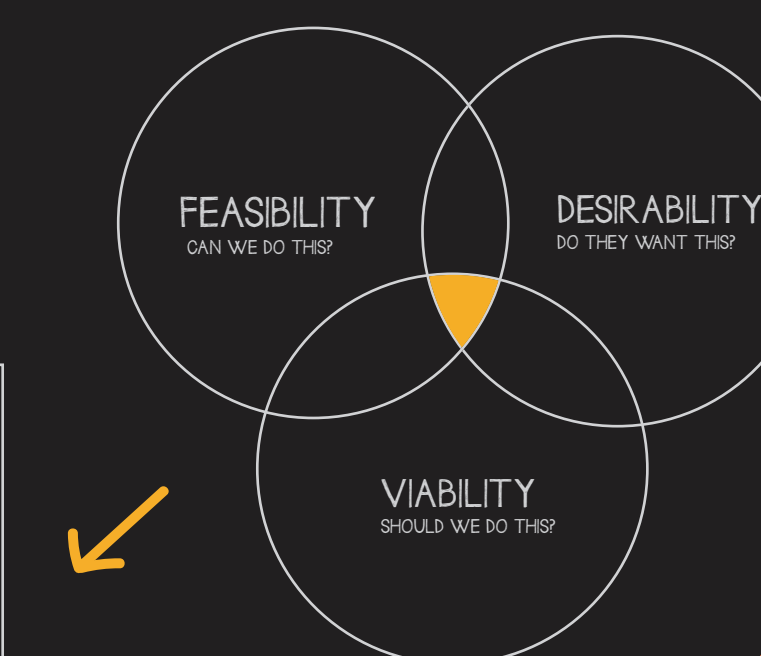 FEASIBILITY
CAN WE DO THIS?
DESIRABILITY
DO THEY WANT THIS?
VIABILITY
SHOULD WE DO THIS?